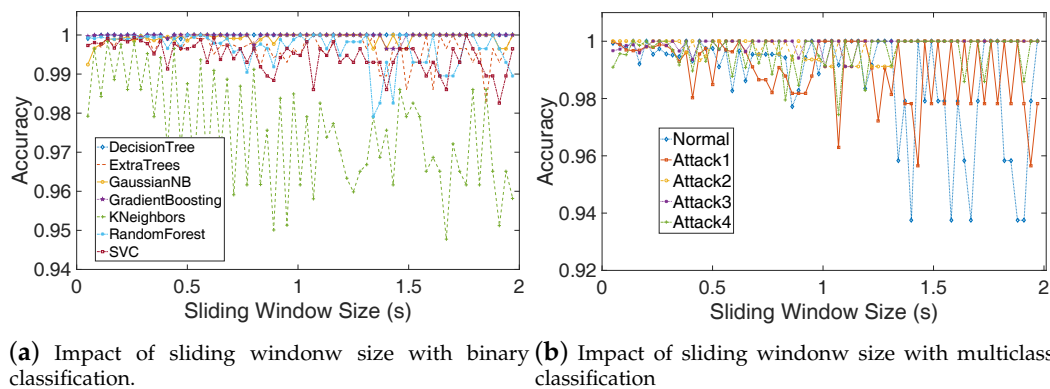 1
0.99
0.98
0.97
0.96
0.95
0.94
Accuracy
DecisionTree
ExtraTrees
GaussianNB
GradientBoosting
KNeighbors
RandomForest
SVC
0 0.5 1 1.5 2
Sliding Window Size (s)
1
0.98
0.96
0.94
0.92
Accuracy
Normal
Attack1
Attack2
Attack3
Attack4
0 0.5 1 1.5 2
Sliding Window Size (s)
(a) Impact of sliding windonw size with binary
classification.
(b) Impact of sliding windonw size with multiclass
classification